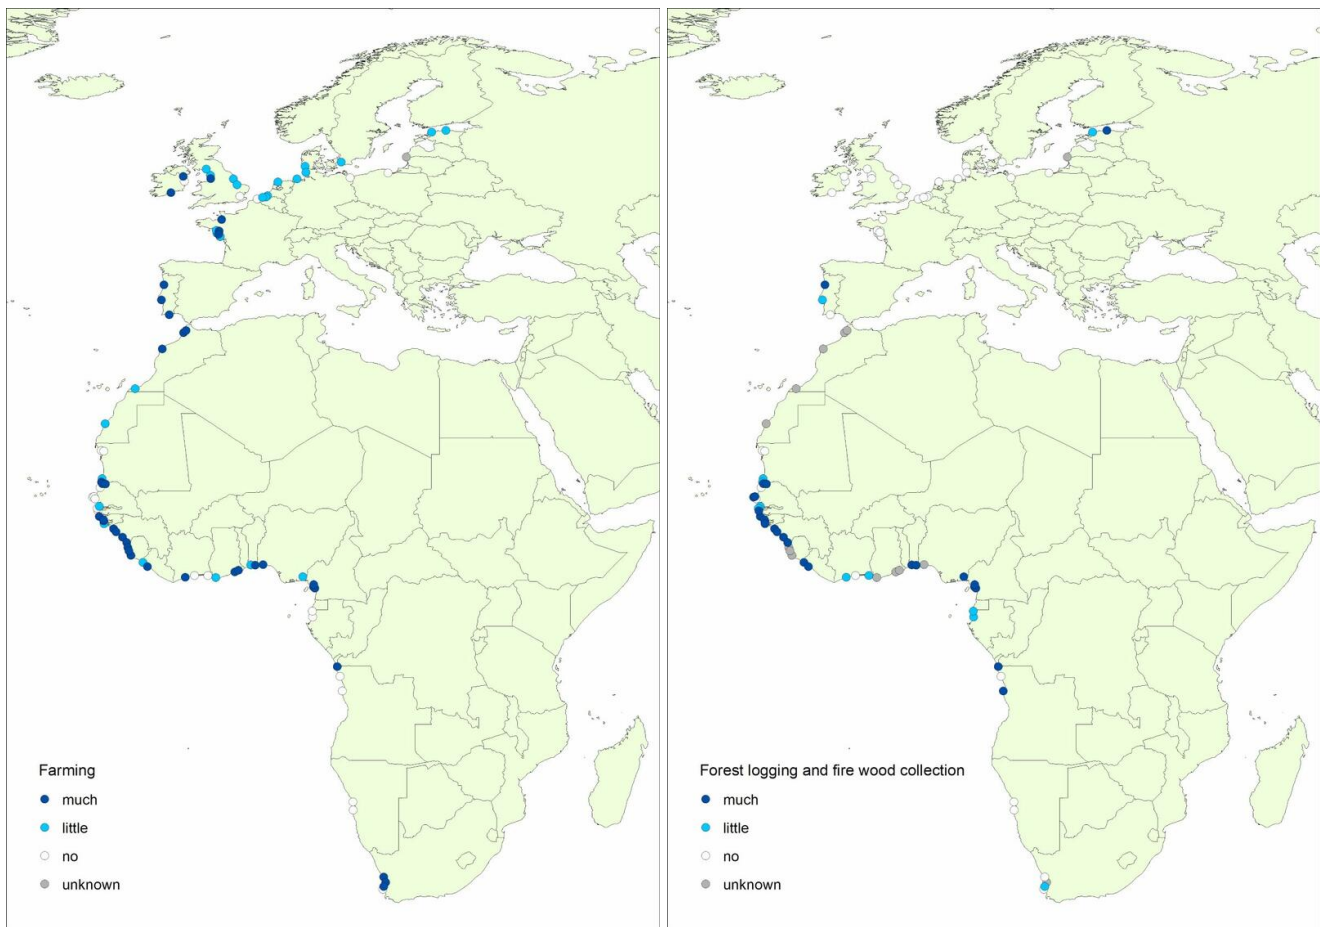 Farming
much
little
no
unknown
Forest logging and fire wood collection
much
little
no
unknown